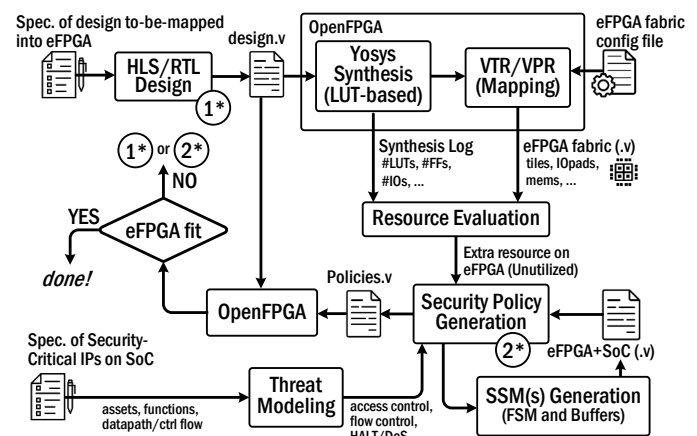 Spec. of design to-be-mapped
into eFPGA
design.v
OpenFPGA
eFPGA fabric
config file
HLS/RTL
Design
1*
Yosys
Synthesis
(LUT-based)
VTR/VPR
(Mapping)
1* or 2*
NO
Synthesis Log
#LUTs, #FFs,
#IOs, ...
eFPGA fabric (.v)
tiles, IOpads,
mems, ...
YES
eFPGA fit
Resource Evaluation
done!
Extra resource on
eFPGA (Unutilized)
Policies.v
OpenFPGA
Security Policy
Generation
2*
eFPGA+SoC (.v)
Spec. of Security-
Critical IPs on SoC
Threat
Modeling
assets, functions,
datapath/ctrl flow
access control,
flow control,
HALT/DoS
SSM(s) Generation
(FSM and Buffers)